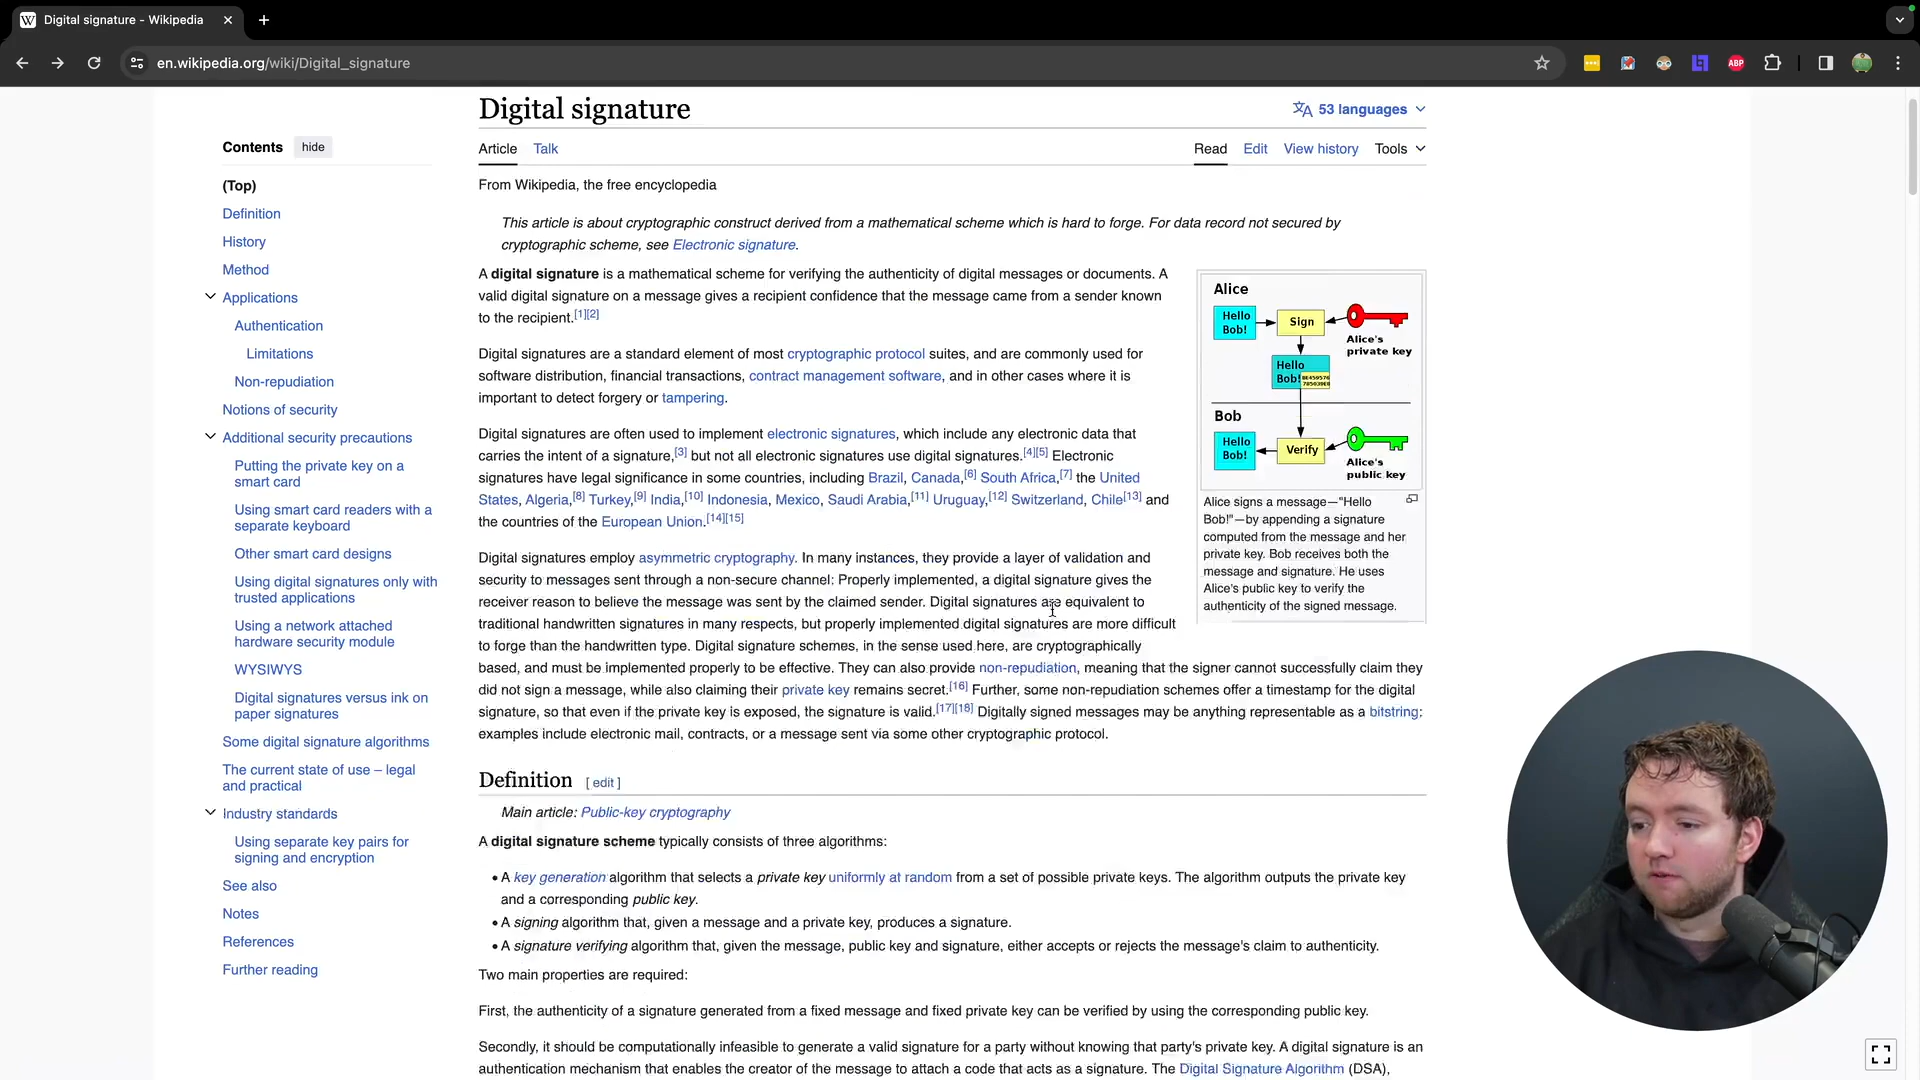 Digital signature - Wikipedia
en.wikipedia.org/wiki/Digital_signature
ABP
Contents hide
(Top)
Definition
History
Method
Applications
Authentication
Limitations
Non-repudiation
Notions of security
Additional security precautions
Putting the private key on a
smart card
Using smart card readers with a
separate keyboard
Other smart card designs
Using digital signatures only with
trusted applications
Using a network attached
hardware security module
WYSIWYS
Digital signatures versus ink on
paper signatures
Some digital signature algorithms
The current state of use – legal
and practical
Industry standards
Using separate key pairs for
signing and encryption
See also
Notes
References
Further reading
Digital signature
53 languages
Article Talk
Read Edit View history Tools
From Wikipedia, the free encyclopedia
This article is about cryptographic construct derived from a mathematical scheme which is hard to forge. For data record not secured by
cryptographic scheme, see Electronic signature.
A digital signature is a mathematical scheme for verifying the authenticity of digital messages or documents. A
valid digital signature on a message gives a recipient confidence that the message came from a sender known
to the recipient.[1][2]
Digital signatures are a standard element of most cryptographic protocol suites, and are commonly used for
software distribution, financial transactions, contract management software, and in other cases where it is
important to detect forgery or tampering.
Digital signatures are often used to implement electronic signatures, which include any electronic data that
carries the intent of a signature,[3] but not all electronic signatures use digital signatures.[4][5] Electronic
signatures have legal significance in some countries, including Brazil, Canada,[6] South Africa,[7] the United
States, Algeria,[8] Turkey,[9] India,[10] Indonesia, Mexico, Saudi Arabia,[11] Uruguay,[12] Switzerland, Chile[13] and
the countries of the European Union.[14][15]
Digital signatures employ asymmetric cryptography. In many instances, they provide a layer of validation and
security to messages sent through a non-secure channel: Properly implemented, a digital signature gives the
receiver reason to believe the message was sent by the claimed sender. Digital signatures are equivalent to
traditional handwritten signatures in many respects, but properly implemented digital signatures are more difficult
to forge than the handwritten type. Digital signature schemes, in the sense used here, are cryptographically
based, and must be implemented properly to be effective. They can also provide non-repudiation, meaning that the signer cannot successfully claim they
did not sign a message, while also claiming their private key remains secret.[16] Further, some non-repudiation schemes offer a timestamp for the digital
signature, so that even if the private key is exposed, the signature is valid.[17][18] Digitally signed messages may be anything representable as a bitstring:
examples include electronic mail, contracts, or a message sent via some other cryptographic protocol.
Alice
Hello
Bob!
Sign
Alice's
private key
Hello
Bob!
Bob
Hello
Bob!
Verify
Alice's
public key
Alice signs a message—"Hello
Bob!"—by appending a signature
computed from the message and her
private key. Bob receives both the
message and signature. He uses
Alice's public key to verify the
authenticity of the signed message.
Definition [ edit ]
Main article: Public-key cryptography
A digital signature scheme typically consists of three algorithms:
• A key generation algorithm that selects a private key uniformly at random from a set of possible private keys. The algorithm outputs the private key
and a corresponding public key.
• A signing algorithm that, given a message and a private key, produces a signature.
• A signature verifying algorithm that, given the message, public key and signature, either accepts or rejects the message's claim to authenticity.
Two main properties are required:
First, the authenticity of a signature generated from a fixed message and fixed private key can be verified by using the corresponding public key.
Secondly, it should be computationally infeasible to generate a valid signature for a party without knowing that party's private key. A digital signature is an
authentication mechanism that enables the creator of the message to attach a code that acts as a signature. The Digital Signature Algorithm (DSA),